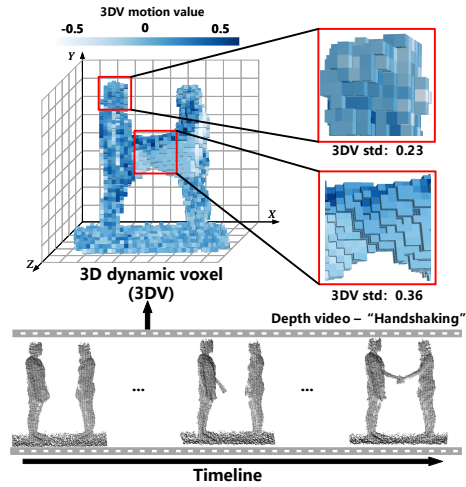 3DV motion value
-0.5 0 0.5
Y
X
Z
3DV std: 0.23
3DV std: 0.36
3D dynamic voxel
(3DV)
Depth video – “Handshaking”
... ...
Timeline